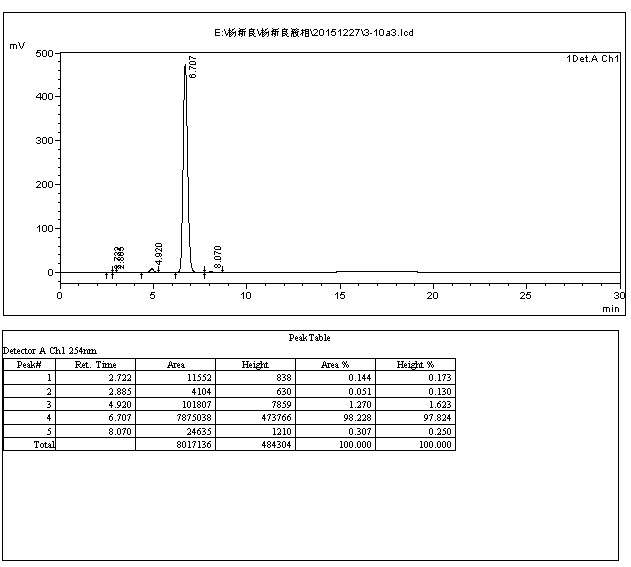 E:\杨新良\杨新良液相\20151227\3-10a3.lcd
mV
1Det.A Ch1
500
400
300
200
100
0
2.722
2.885
4.920
6.707
8.070
0 5 10 15 20 25 30
min
PeakTable
Detector A Ch1 254nm
Peak# Ret. Time Area Height Area % Height %
1 2.722 11552 838 0.144 0.173
2 2.885 4104 630 0.051 0.130
3 4.920 101807 7859 1.270 1.623
4 6.707 7875038 473766 98.228 97.824
5 8.070 24635 1210 0.307 0.250
Total 8017136 484304 100.000 100.000